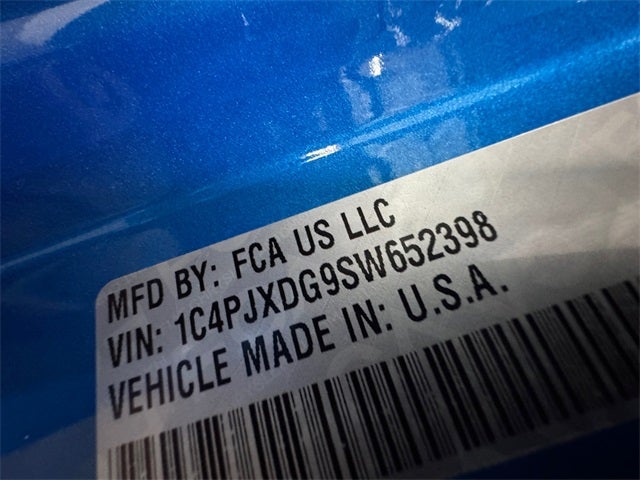 MFD BY: FCA US LLC
VIN: 1C4PJXDG9SW652398
VEHICLE MADE IN: U.S.A.